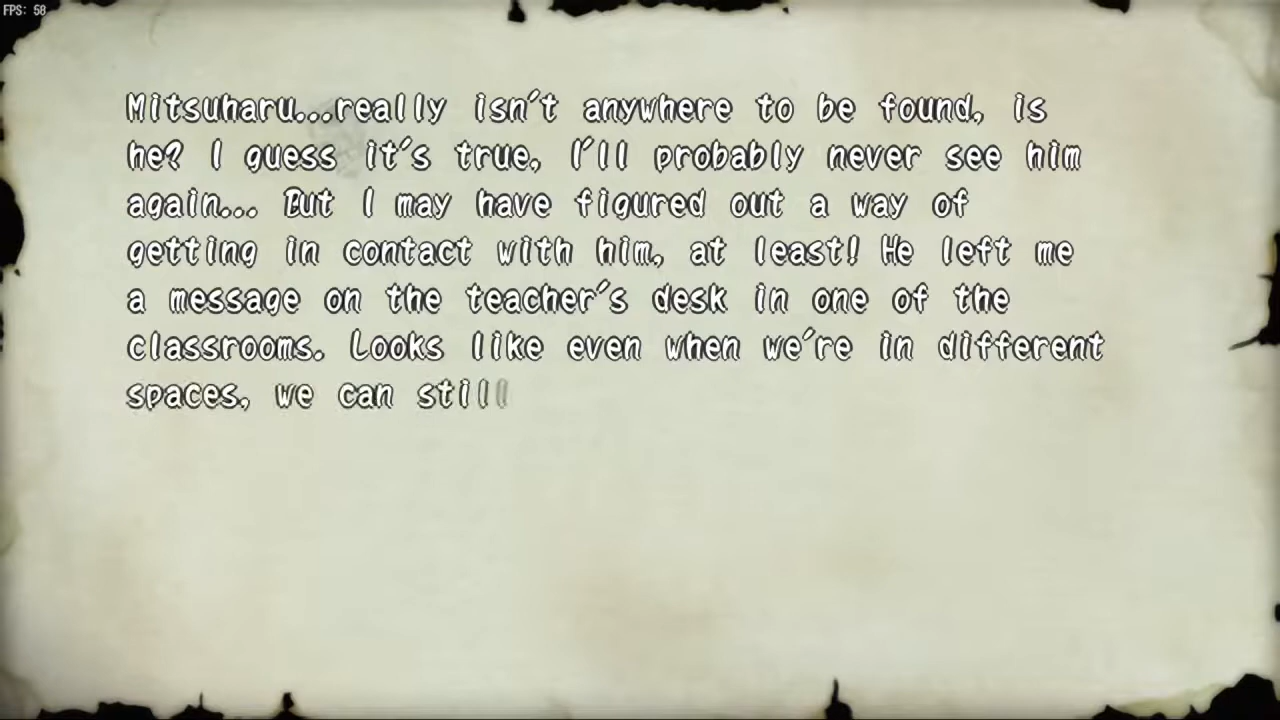 FPS: 58
Mitsuharu...really isn't anywhere to be found, is
he? I guess it's true, I'll probably never see him
again... But I may have figured out a way of
getting in contact with him, at least! He left me
a message on the teacher's desk in one of the
classrooms. Looks like even when we're in different
spaces, we can still